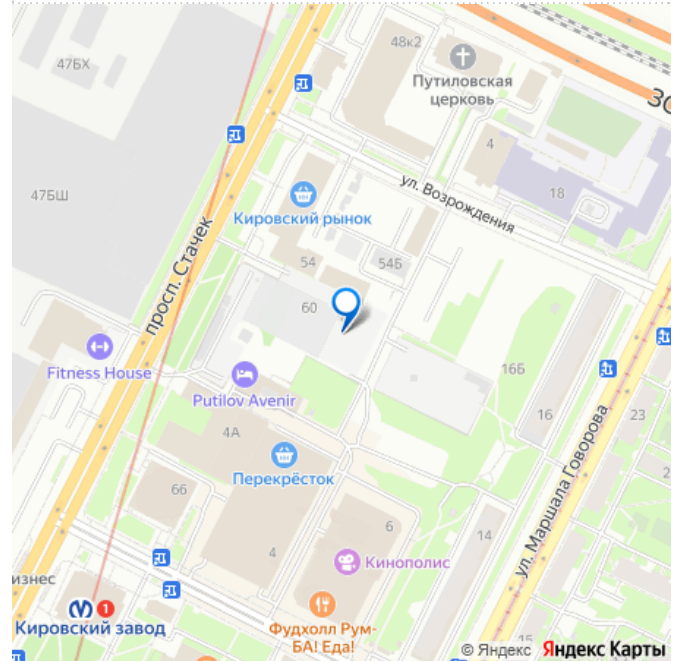 48к2
47БХ
Путиловская
церковь
4
18
47БШ
ул. Возрождения
Кировский рынок
просп. Стачек
54
54Б
60
Fitness House
Putilov Avenir
16Б
16
23
4А
Перекрёсток
ул. Маршала Говорова
66
6
14
4
Кинополис
изнес
1
Кировский завод
Фудхолл Рум-
БА! Еда!
15
© Яндекс Яндекс Карты